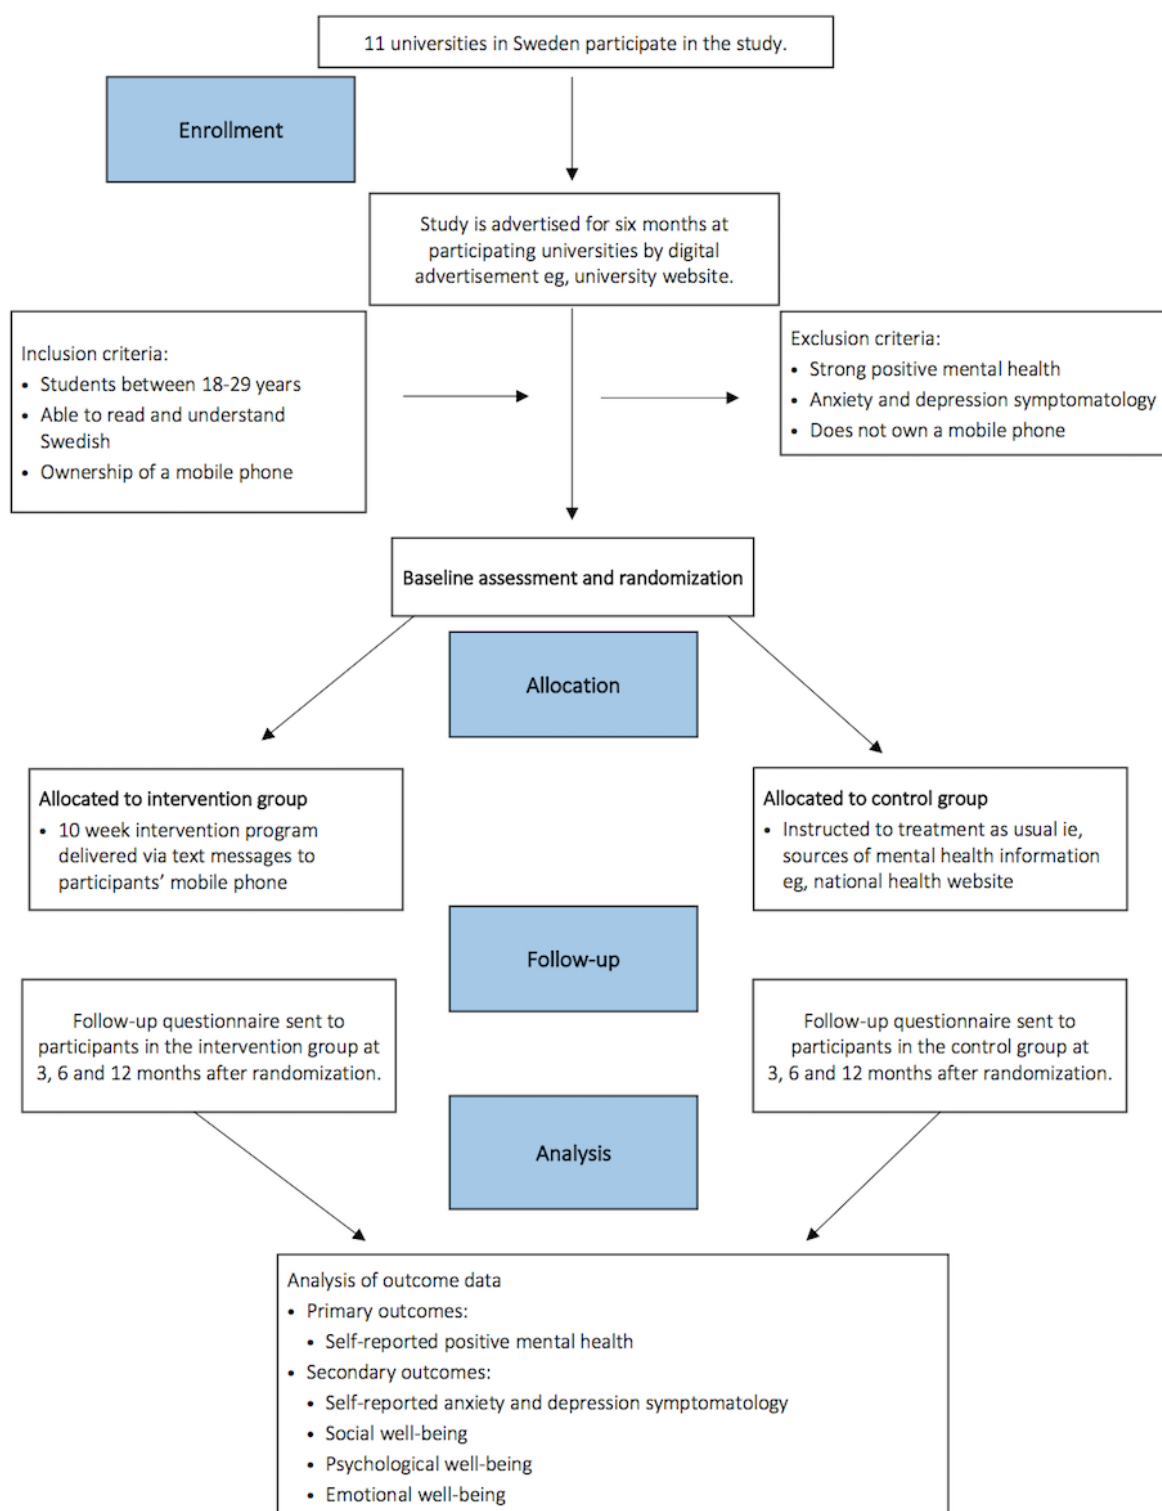 11 universities in Sweden participate in the study.
Enrollment
Study is advertised for six months at
participating universities by digital
advertisement eg, university website.
Inclusion criteria:
• Students between 18-29 years
• Able to read and understand
Swedish
• Ownership of a mobile phone
Exclusion criteria:
• Strong positive mental health
• Anxiety and depression symptomatology
• Does not own a mobile phone
Baseline assessment and randomization
Allocation
Allocated to intervention group
• 10 week intervention program
delivered via text messages to
participants’ mobile phone
Allocated to control group
• Instructed to treatment as usual ie,
sources of mental health information
eg, national health website
Follow-up
Follow-up questionnaire sent to
participants in the intervention group at
3, 6 and 12 months after randomization.
Follow-up questionnaire sent to
participants in the control group at
3, 6 and 12 months after randomization.
Analysis
Analysis of outcome data
• Primary outcomes:
• Self-reported positive mental health
• Secondary outcomes:
• Self-reported anxiety and depression symptomatology
• Social well-being
• Psychological well-being
• Emotional well-being